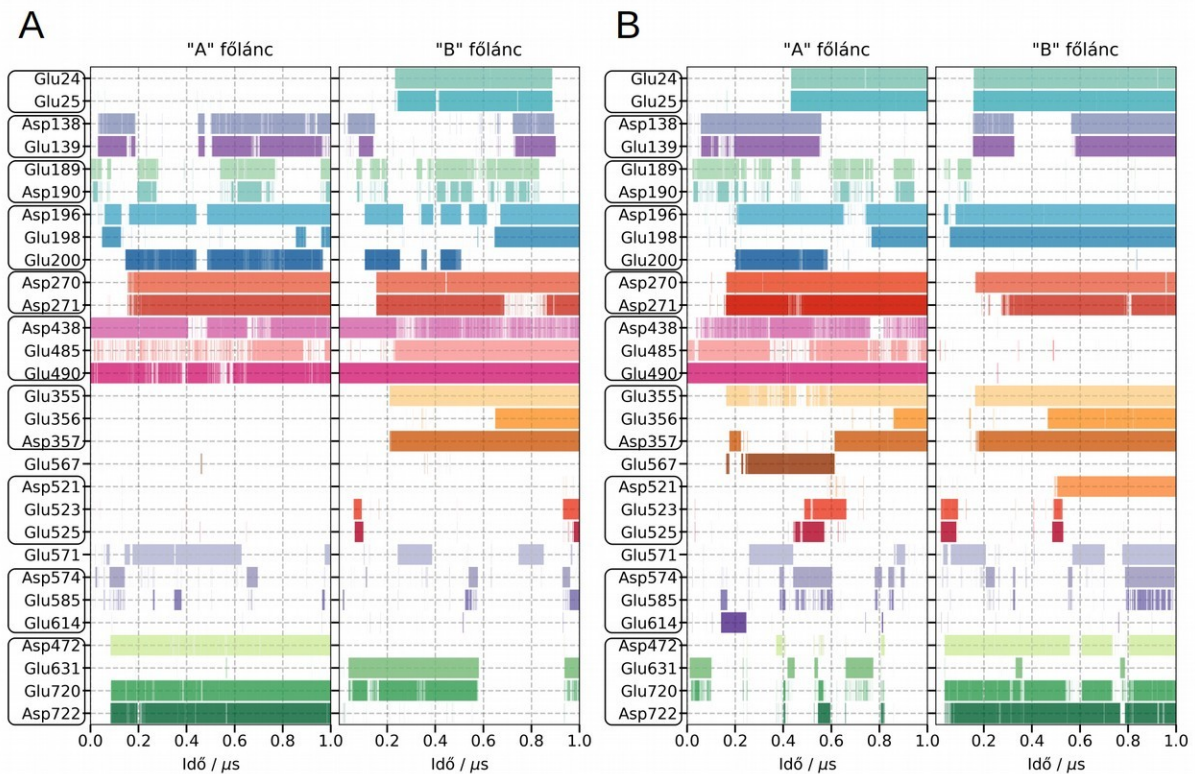 A
B
"A" főlánc
"B" főlánc
"A" főlánc
"B" főlánc
Glu24
Glu25
Asp138
Glu139
Glu189
Asp190
Asp196
Glu198
Glu200
Asp270
Asp271
Asp438
Glu485
Glu490
Glu355
Glu356
Asp357
Glu567
Asp521
Glu523
Glu525
Glu571
Asp574
Glu585
Glu614
Asp472
Glu631
Glu720
Asp722
Glu24
Glu25
Asp138
Glu139
Glu189
Asp190
Asp196
Glu198
Glu200
Asp270
Asp271
Asp438
Glu485
Glu490
Glu355
Glu356
Asp357
Glu567
Asp521
Glu523
Glu525
Glu571
Asp574
Glu585
Glu614
Asp472
Glu631
Glu720
Asp722
0.0 0.2 0.4 0.6 0.8 1.0 0.2 0.4 0.6 0.8 1.0
0.0 0.2 0.4 0.6 0.8 1.0 0.2 0.4 0.6 0.8 1.0
Idő / μs
Idő / μs
Idő / μs
Idő / μs